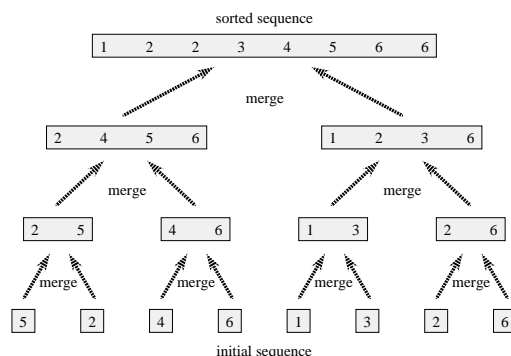 sorted sequence
1 2 2 3 4 5 6 6
merge
2 4 5 6 1 2 3 6
merge merge
2 5 4 6 1 3 2 6
merge merge merge merge
5 2 4 6 1 3 2 6
initial sequence